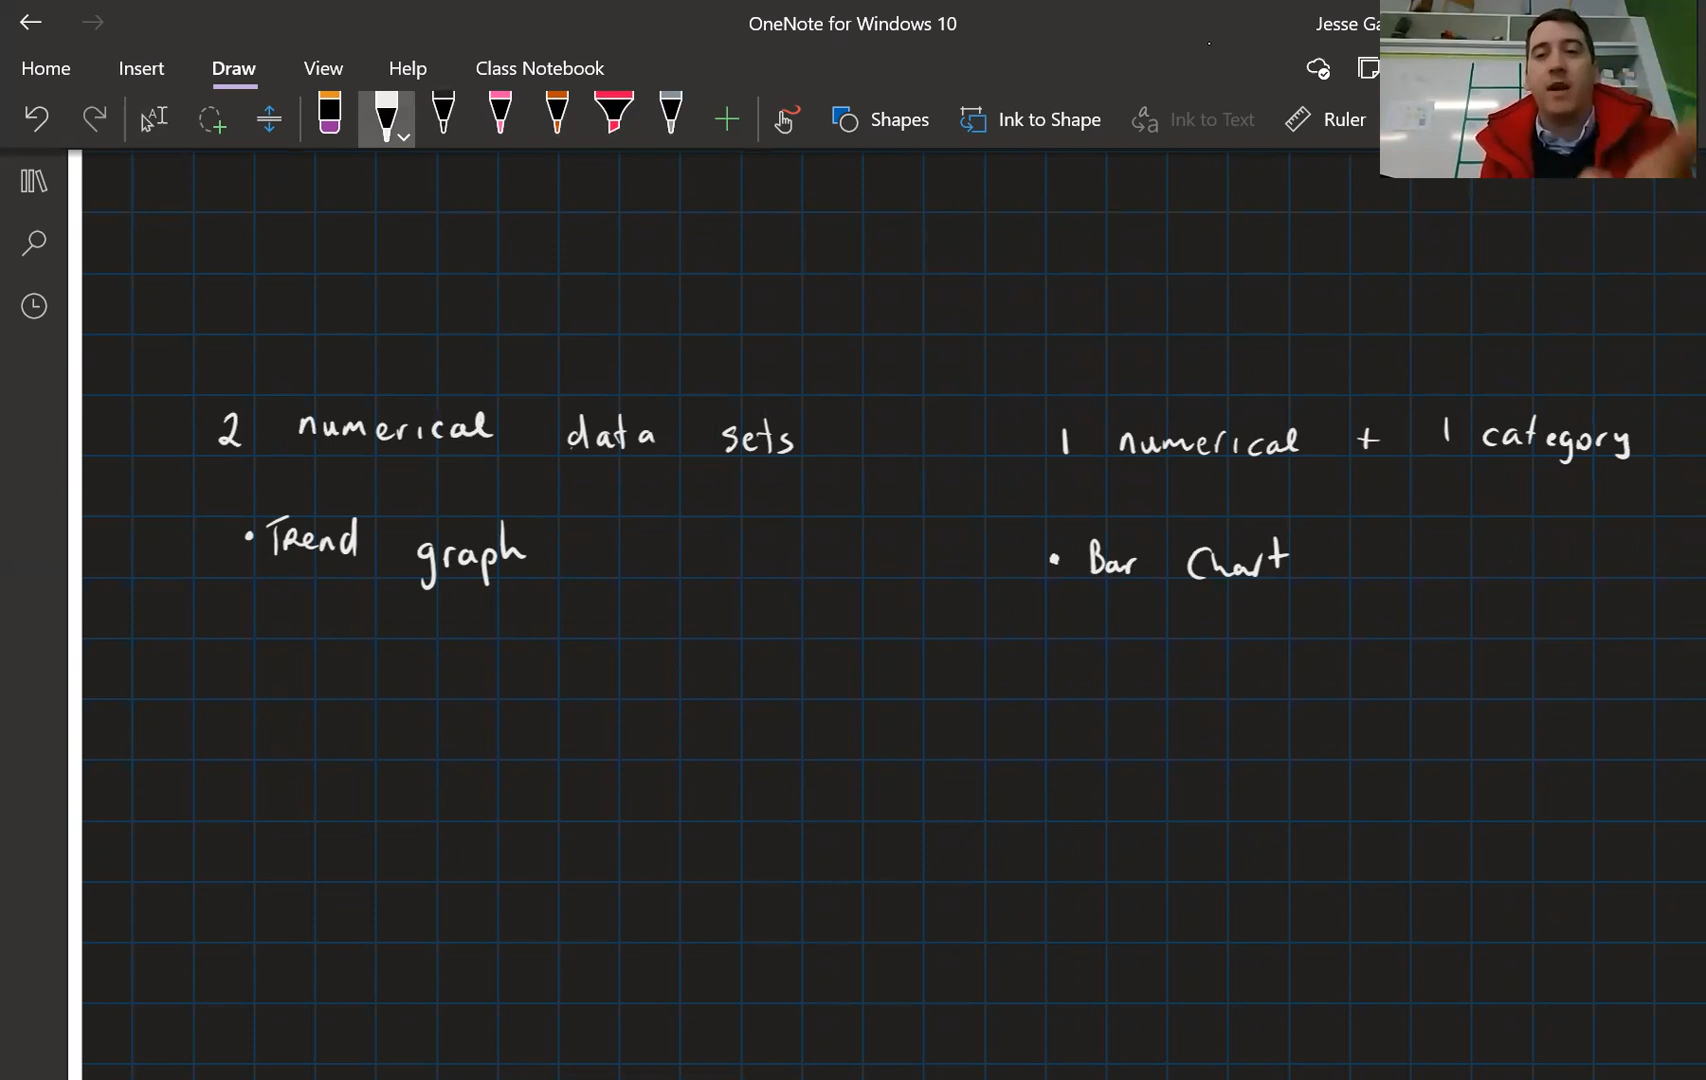 OneNote for Windows 10
Jesse Ga
Home Insert Draw View Help Class Notebook
Shapes Ink to Shape Ink to Text Ruler
2 numerical data sets
1 numerical + 1 category
• Trend graph
• Bar Chart